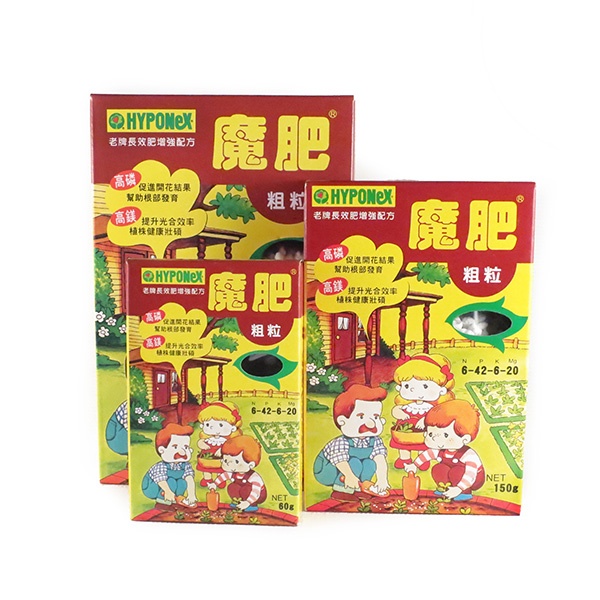 HYPONeX
老牌長效肥增強配方
魔肥®
粗粒
高磷 促進開花結果
幫助根部發育
高鎂 提升光合效率
植株健康壯碩
HYPONeX
老牌長效肥增強配方
魔肥®
粗粒
高磷 促進開花結果
幫助根部發育
高鎂 提升光合效率
植株健康壯碩
N P K Mg
6-42-6-20
NET
150g
HYPONeX
老牌長效肥增強配方
魔肥®
粗粒
高磷 促進開花結果
幫助根部發育
高鎂 提升光合效率
植株健康壯碩
N P K Mg
6-42-6-20
NET
60g